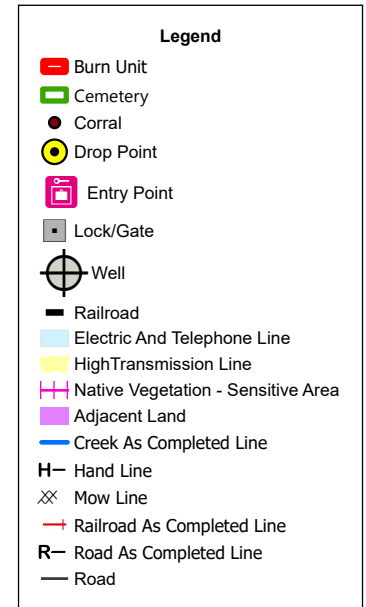 Legend
Burn Unit
Cemetery
Corral
Drop Point
Entry Point
Lock/Gate
Well
Railroad
Electric And Telephone Line
HighTransmission Line
Native Vegetation - Sensitive Area
Adjacent Land
Creek As Completed Line
H– Hand Line
Mow Line
Railroad As Completed Line
R– Road As Completed Line
Road